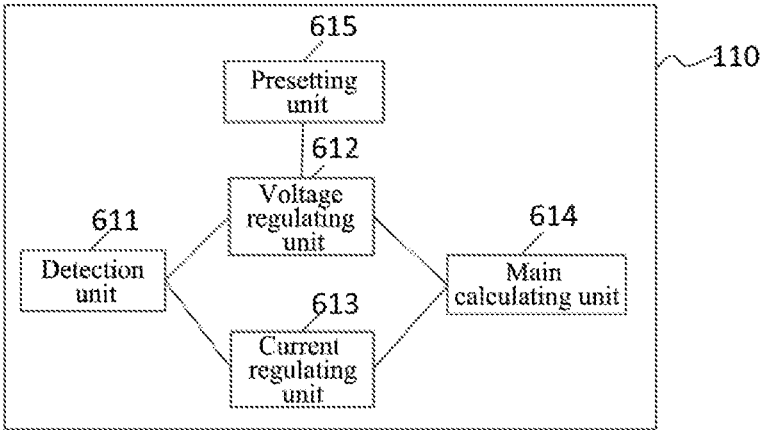 615
Presetting
unit
110
612
Voltage
regulating
unit
611
Detection
unit
614
Main
calculating unit
613
Current
regulating
unit